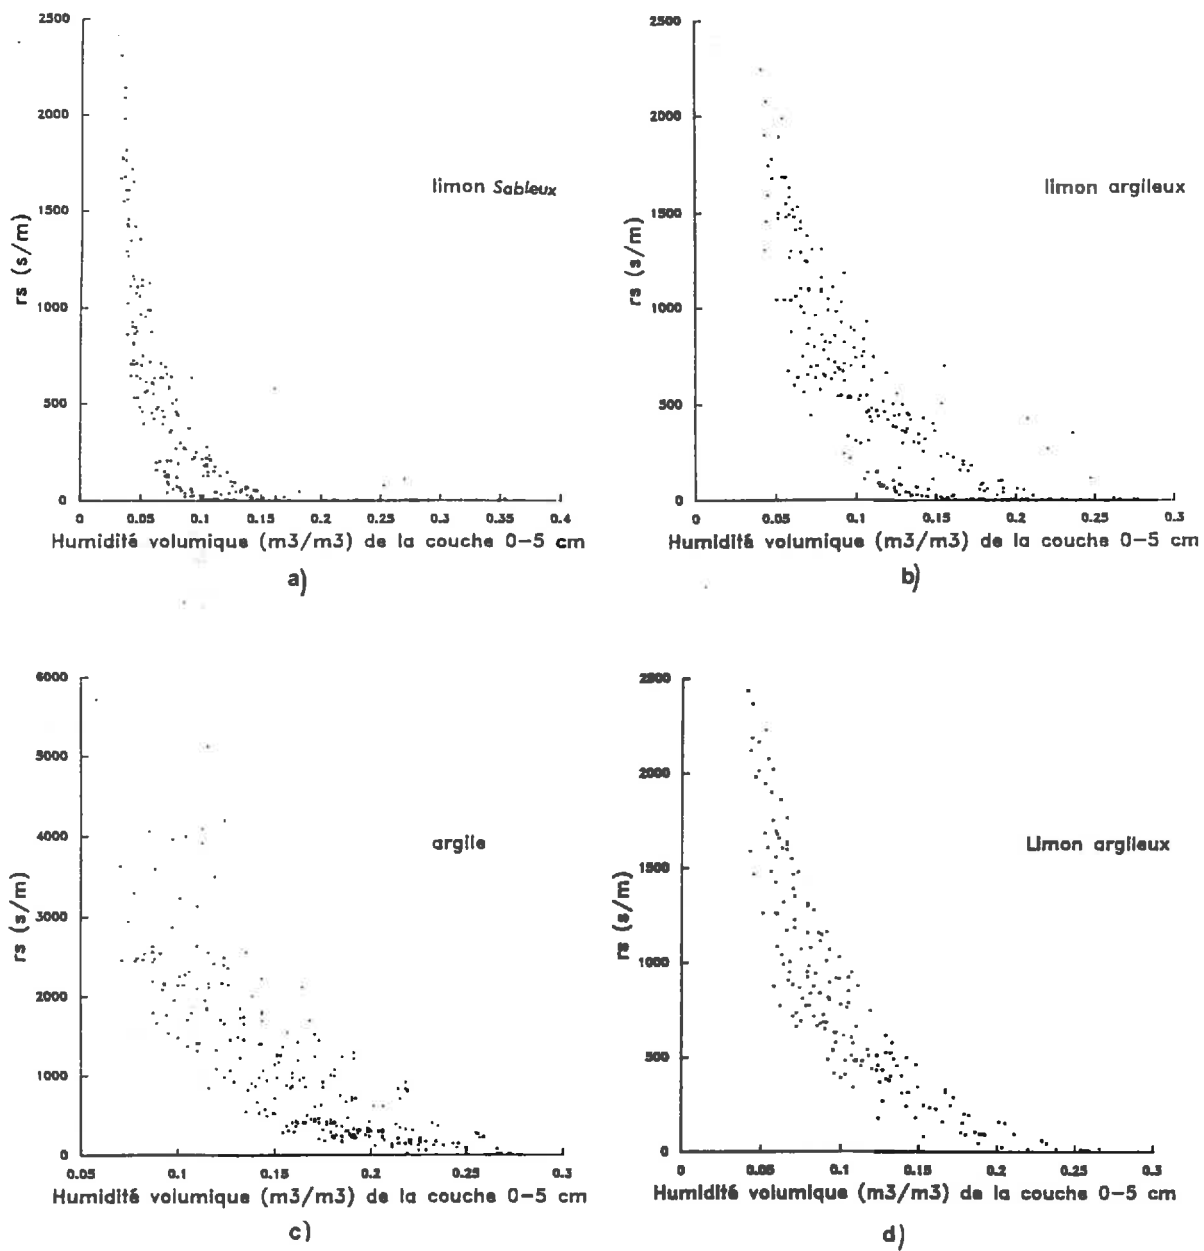 2500
2000
1500
1000
500
0
rs (s/m)
limon Sableux
0 0.05 0.1 0.15 0.2 0.25 0.3 0.35 0.4
Humidité volumique (m3/m3) de la couche 0-5 cm
a)
2500
2000
1500
1000
500
0
rs (s/m)
limon argileux
0 0.05 0.1 0.15 0.2 0.25 0.3
Humidité volumique (m3/m3) de la couche 0-5 cm
b)
6000
5000
4000
3000
2000
1000
0
rs (s/m)
argile
0.05 0.1 0.15 0.2 0.25 0.3
Humidité volumique (m3/m3) de la couche 0-5 cm
c)
2500
2000
1500
1000
500
0
rs (s/m)
Limon argileux
0 0.05 0.1 0.15 0.2 0.25 0.3
Humidité volumique (m3/m3) de la couche 0-5 cm
d)